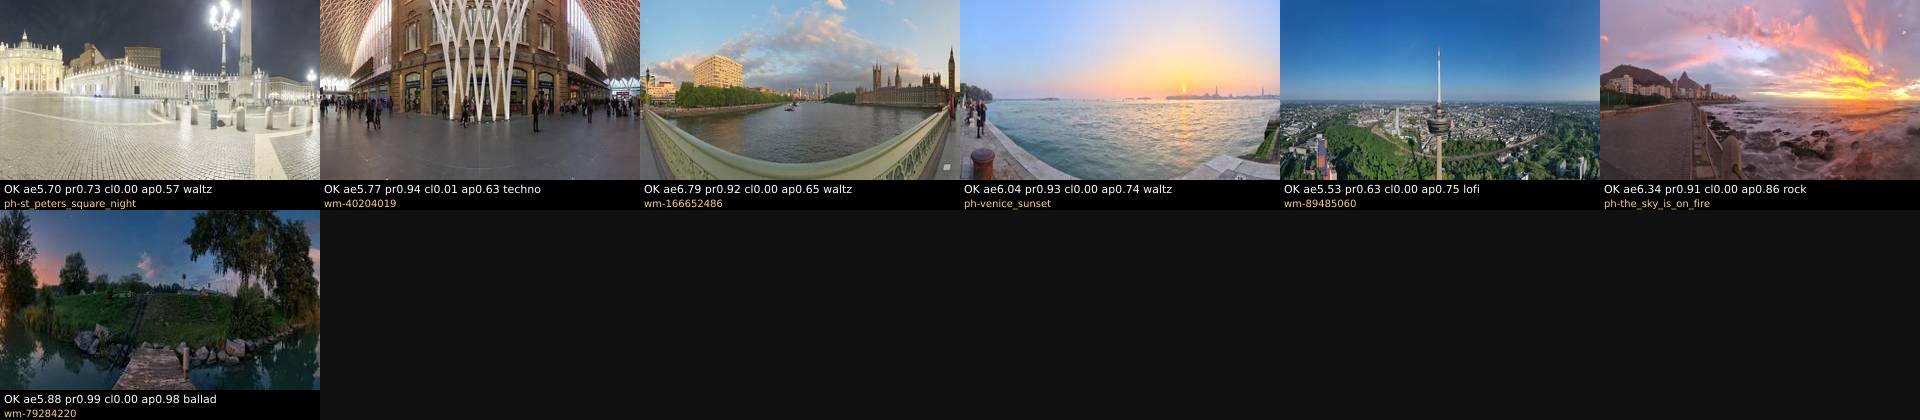 OK ae5.70 pr0.73 cl0.00 ap0.57 waltz
ph-st_peters_square_night
OK ae5.77 pr0.94 cl0.01 ap0.63 techno
wm-40204019
OK ae6.79 pr0.92 cl0.00 ap0.65 waltz
wm-166652486
OK ae6.04 pr0.93 cl0.00 ap0.74 waltz
ph-venice_sunset
OK ae5.53 pr0.63 cl0.00 ap0.75 lofi
wm-89485060
OK ae6.34 pr0.91 cl0.00 ap0.86 rock
ph-the_sky_is_on_fire
OK ae5.88 pr0.99 cl0.00 ap0.98 ballad
wm-79284220